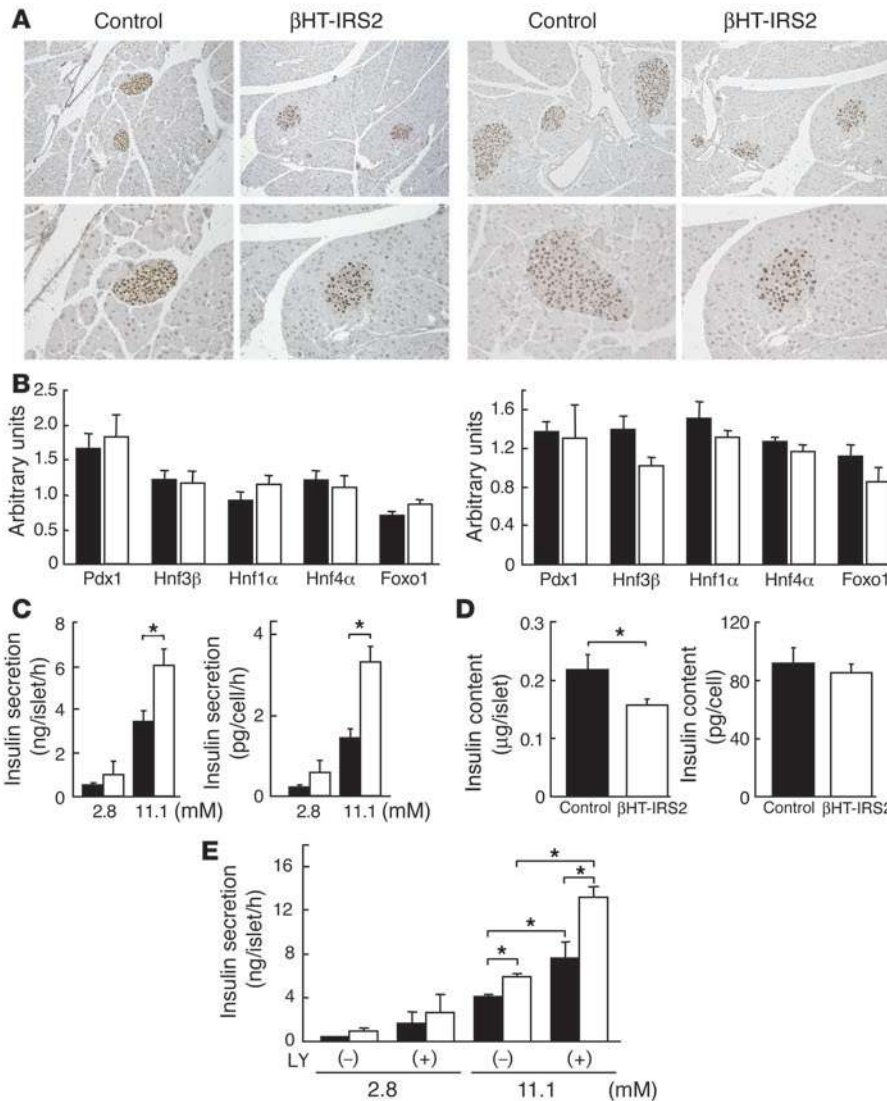 A
Control βHT-IRS2 Control βHT-IRS2
B
Arbitrary units
2.5
2.0
1.5
1.0
0.5
0
Pdx1 Hnf3β Hnf1α Hnf4α Foxo1
Arbitrary units
1.6
1.2
0.8
0.4
0
Pdx1 Hnf3β Hnf1α Hnf4α Foxo1
C
Insulin secretion
(ng/islet/h)
8
6
4
2
0
*
2.8 11.1 (mM)
Insulin secretion
(pg/cell/h)
4
2
0
*
2.8 11.1 (mM)
D
Insulin content
(µg/islet)
0.3
0.2
0.1
0
*
Control βHT-IRS2
Insulin content
(pg/cell)
120
80
40
0
Control βHT-IRS2
E
Insulin secretion
(ng/islet/h)
16
12
8
4
0
* *
*
*
LY (−) (+) (−) (+)
2.8 11.1 (mM)